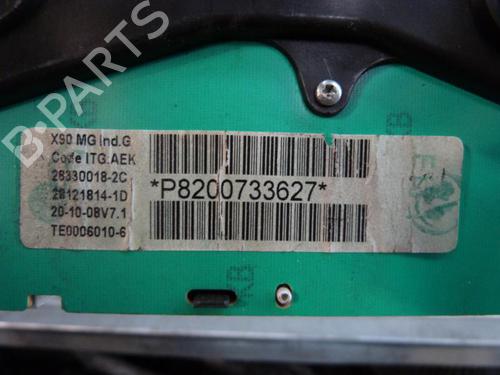 B-PARTS
X90 MG Ind.G
Code ITG:AEK
28330018-2C
28121814-1D
20-10-08V7.1
TE0006010-6
*P8200733627*